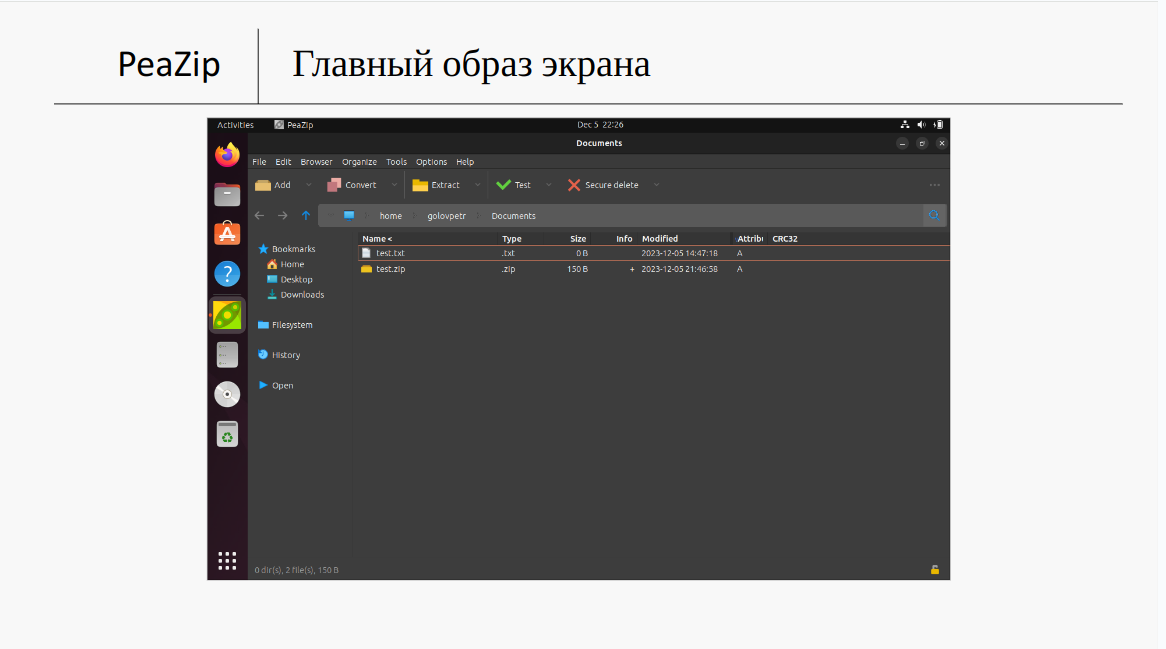 PeaZip
Главный образ экрана
Activities PeaZip Dec 5 22:26
Documents
File Edit Browser Organize Tools Options Help
Add Convert Extract Test Secure delete
home golovpetr Documents
Name < Type Size Info Modified Attribu CRC32
test.txt .txt 0 B 2023-12-05 14:47:18 A
test.zip .zip 150 B + 2023-12-05 21:46:58 A
Bookmarks
Home
Desktop
Downloads
Filesystem
History
Open
0 dir(s), 2 file(s), 150 B